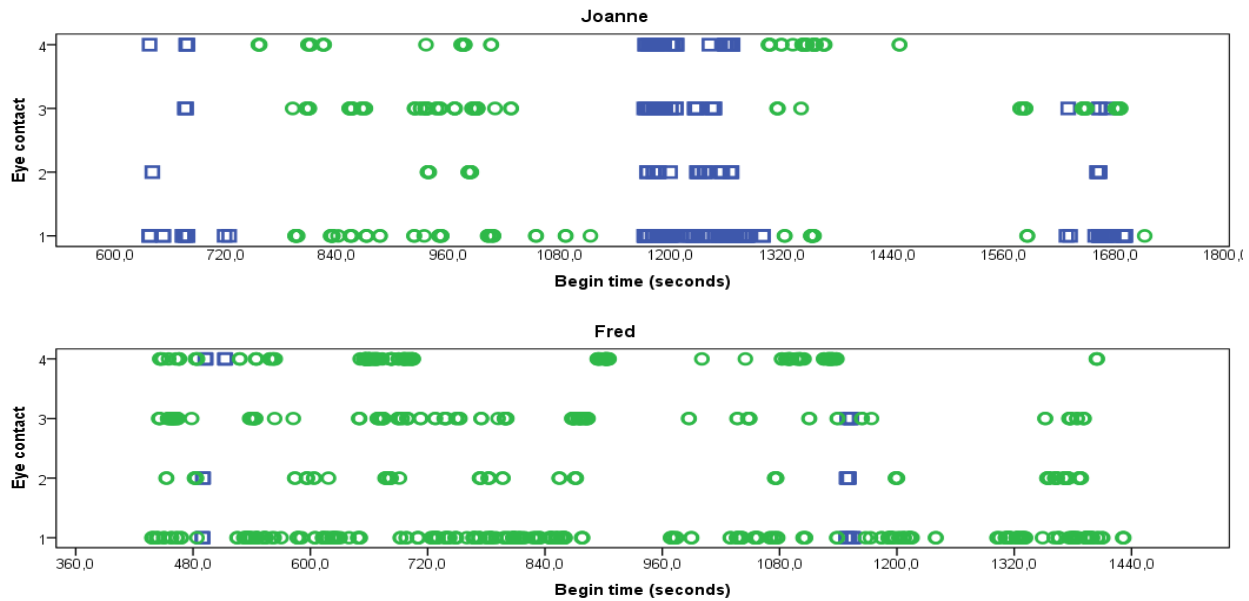 Joanne
Eye contact
4
3
2
1
600,0 720,0 840,0 960,0 1080,0 1200,0 1320,0 1440,0 1560,0 1680,0 1800,0
Begin time (seconds)
Fred
Eye contact
4
3
2
1
360,0 480,0 600,0 720,0 840,0 960,0 1080,0 1200,0 1320,0 1440,0
Begin time (seconds)